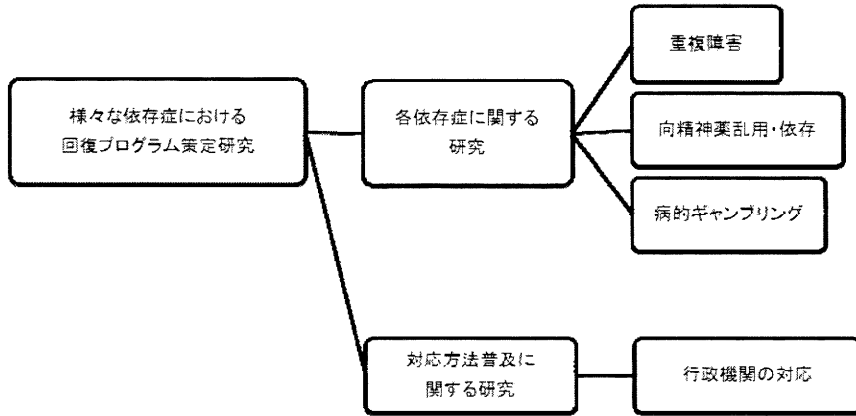 様々な依存症における
回復プログラム策定研究
各依存症に関する
研究
重複障害
向精神薬乱用・依存
病的ギャンブリング
対応方法普及に
関する研究
行政機関の対応